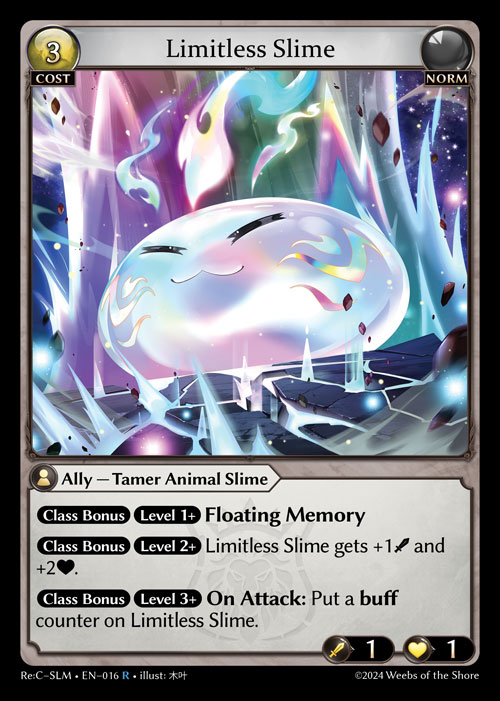 3 Limitless Slime
COST NORM
Ally — Tamer Animal Slime
Class Bonus Level 1+ Floating Memory
Class Bonus Level 2+ Limitless Slime gets +1 and
+2.
Class Bonus Level 3+ On Attack: Put a buff
counter on Limitless Slime.
1 1
Re:C–SLM • EN–016 R • illust: 木叶 ©2024 Weebs of the Shore